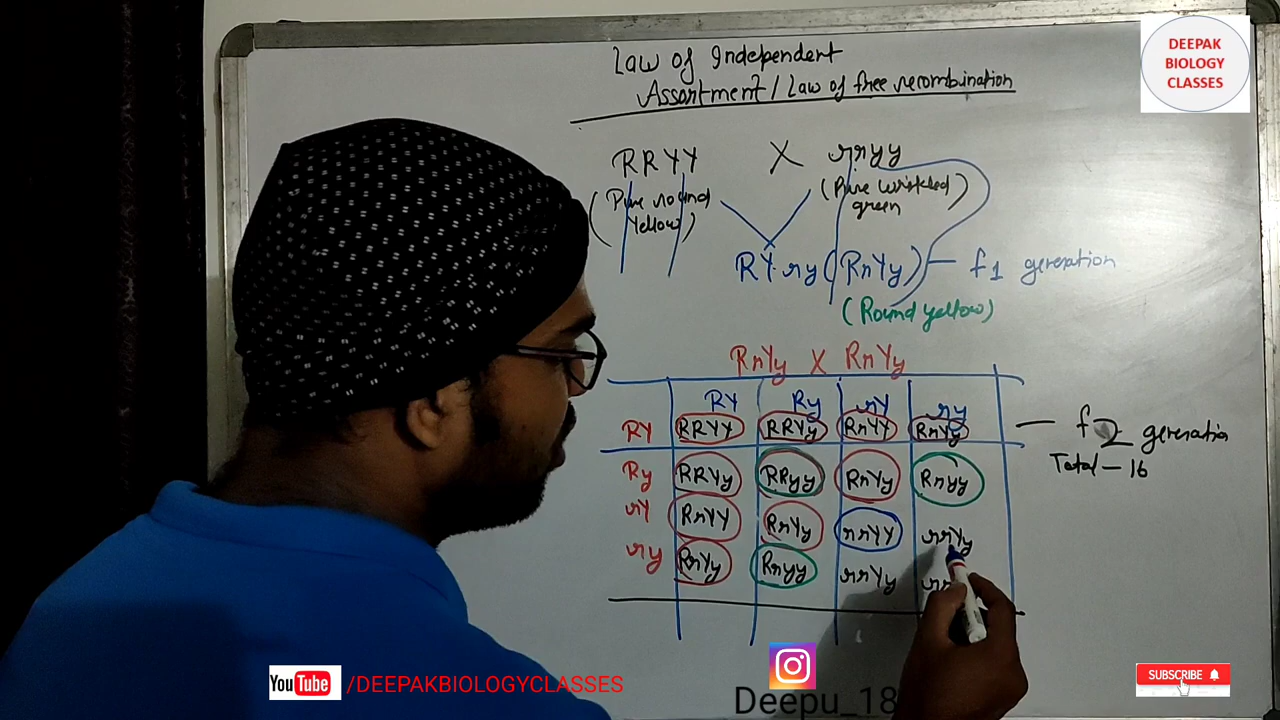 Law of Independent
Assortment / Law of free recombination
DEEPAK
BIOLOGY
CLASSES
RRYY X rryy
(Pure round
Yellow)
(Pure wrinkled)
green
RY ry (RrYy) — f1 generation
(Round yellow)
RrYy X RrYy
RY Ry rY ry
RY RRYY RRYy RrYY RrYy — f2 generation
Ry RRYy RRyy RrYy Rryy Total - 16
rY RrYY RrYy rrYY rrYy
ry RrYy Rryy rrYy
YouTube /DEEPAKBIOLOGYCLASSES
SUBSCRIBE
Deepu_18